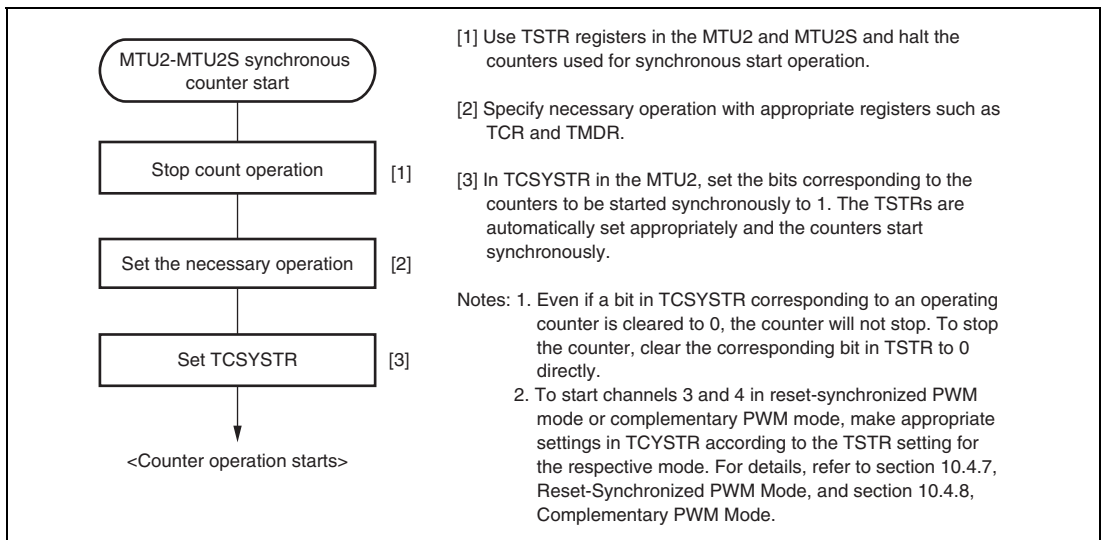 MTU2-MTU2S synchronous
counter start
Stop count operation
[1]
Set the necessary operation
[2]
Set TCSYSTR
[3]
<Counter operation starts>
[1] Use TSTR registers in the MTU2 and MTU2S and halt the
counters used for synchronous start operation.
[2] Specify necessary operation with appropriate registers such as
TCR and TMDR.
[3] In TCSYSTR in the MTU2, set the bits corresponding to the
counters to be started synchronously to 1. The TSTRs are
automatically set appropriately and the counters start
synchronously.
Notes: 1. Even if a bit in TCSYSTR corresponding to an operating
counter is cleared to 0, the counter will not stop. To stop
the counter, clear the corresponding bit in TSTR to 0
directly.
2. To start channels 3 and 4 in reset-synchronized PWM
mode or complementary PWM mode, make appropriate
settings in TCYSTR according to the TSTR setting for
the respective mode. For details, refer to section 10.4.7,
Reset-Synchronized PWM Mode, and section 10.4.8,
Complementary PWM Mode.